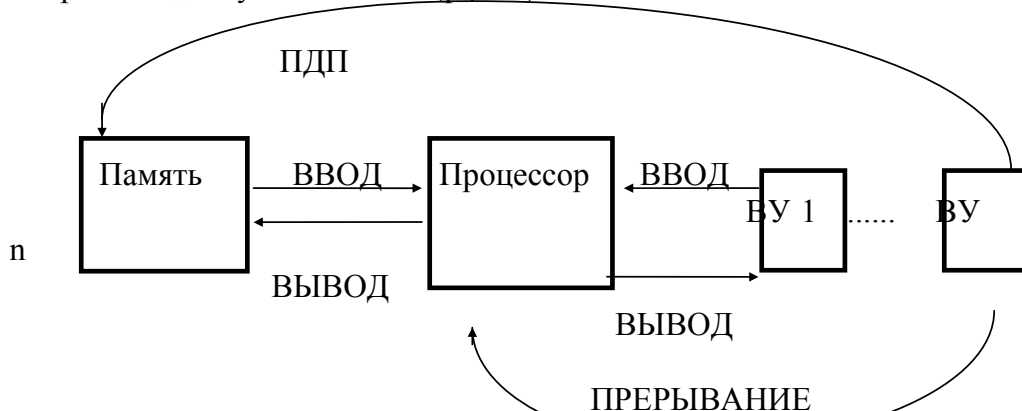 ПДП
Память
ВВОД
Процессор
ВВОД
ВУ 1
......
ВУ
n
ВЫВОД
ВЫВОД
ПРЕРЫВАНИЕ